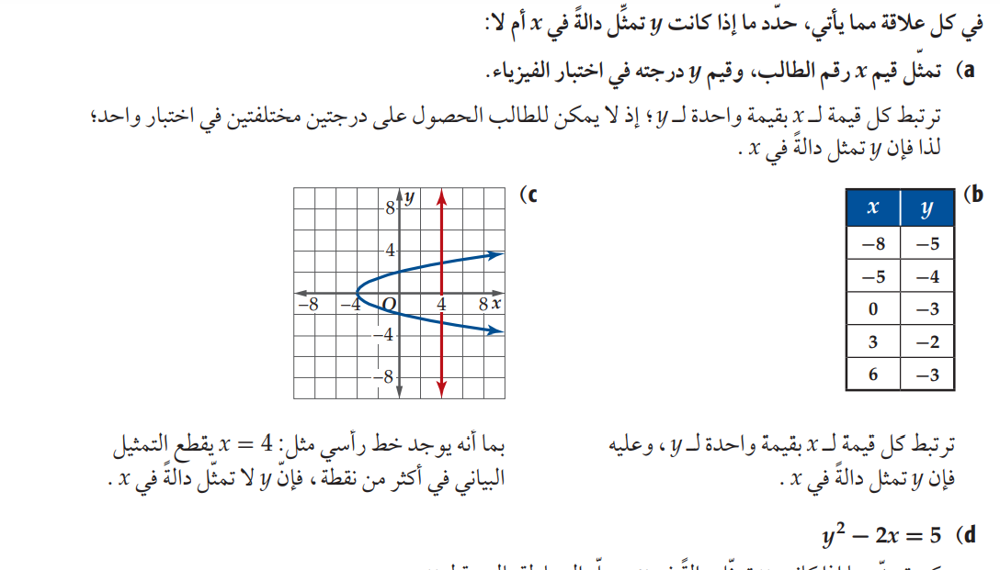 في كل علاقة مما يأتي، حدّد ما إذا كانت y تمثِّل دالةً في x أم لا:
a) تمثّل قيم x رقم الطالب، وقيم y درجته في اختبار الفيزياء.
ترتبط كل قيمة لـ x بقيمة واحدة لـ y؛ إذ لا يمكن للطالب الحصول على درجتين مختلفتين في اختبار واحد؛
لذا فإن y تمثل دالةً في x .
b)
x y
−8 −5
−5 −4
0 −3
3 −2
6 −3
ترتبط كل قيمة لـ x بقيمة واحدة لـ y ، وعليه
فإن y تمثل دالةً في x .
c)
y
8
4
−8 −4 O 4 8 x
−4
−8
بما أنه يوجد خط رأسي مثل: x = 4 يقطع التمثيل
البياني في أكثر من نقطة ، فإنّ y لا تمثّل دالةً في x .
d) y² − 2x = 5